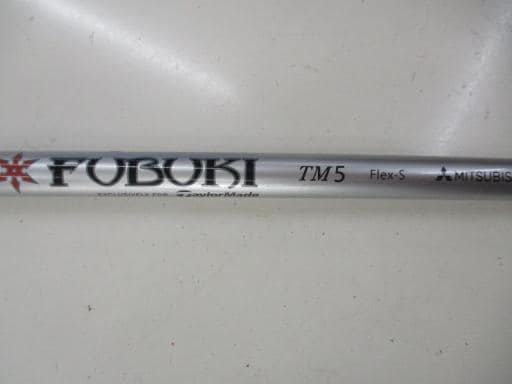 FUBUKI TM5 Flex-S MITSUBIS
EXCLUSIVELY FOR TaylorMade